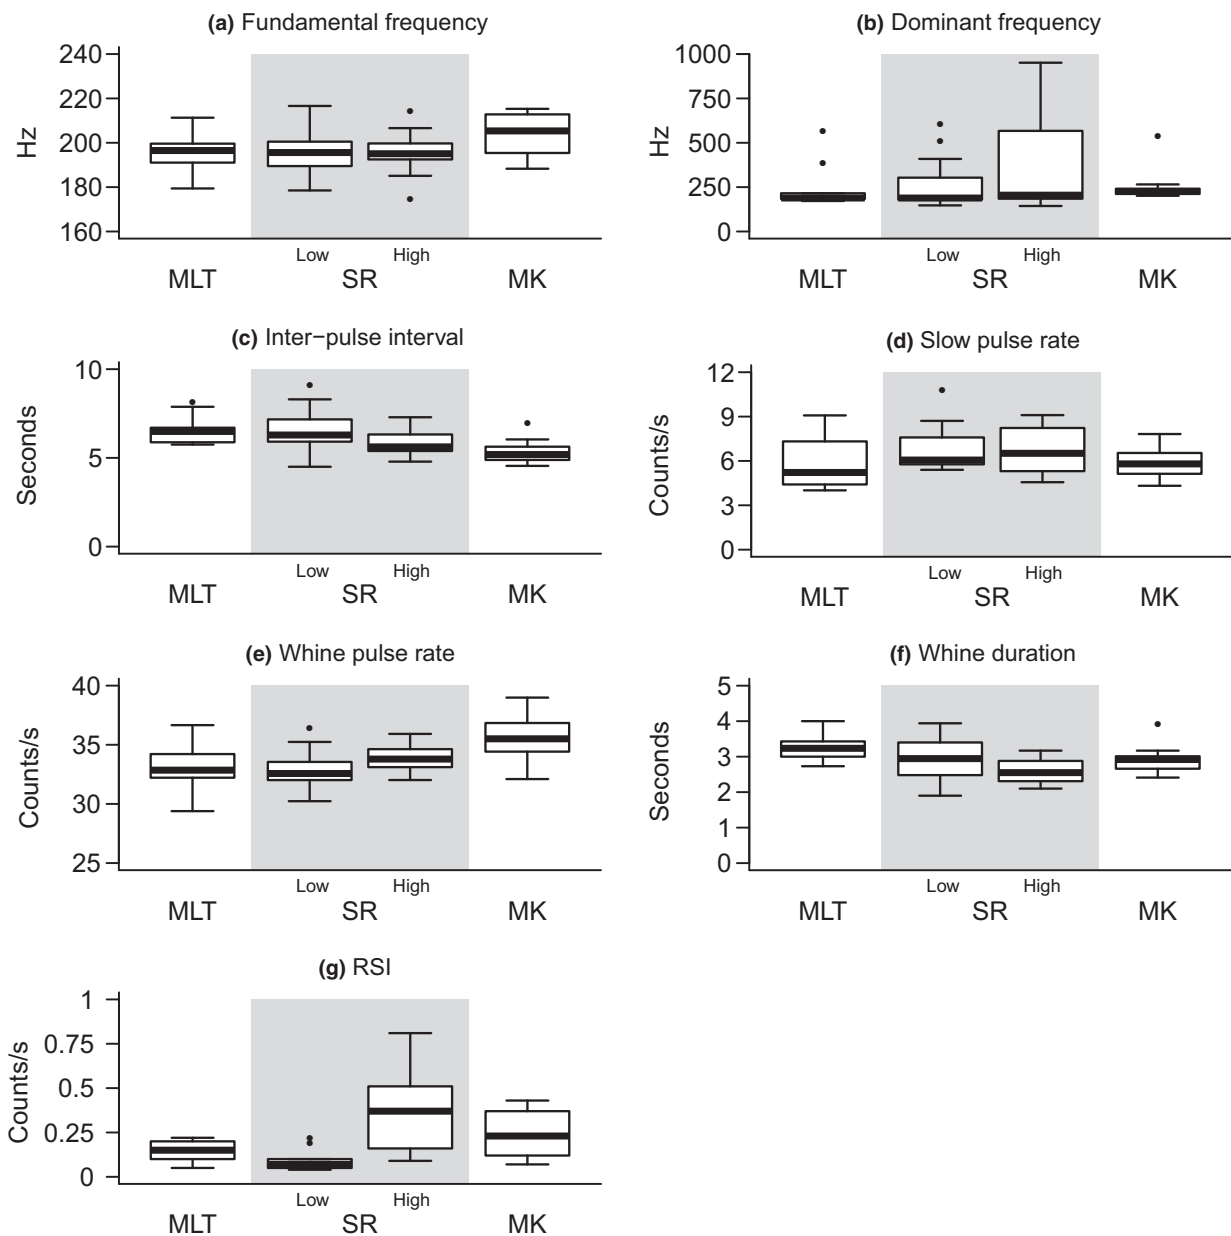 (a) Fundamental frequency
240
220
200
180
160
Hz
Low
High
MLT
SR
MK
(b) Dominant frequency
1000
750
500
250
0
Hz
Low
High
MLT
SR
MK
(c) Inter−pulse interval
10
5
0
Seconds
Low
High
MLT
SR
MK
(d) Slow pulse rate
12
9
6
3
0
Counts/s
Low
High
MLT
SR
MK
(e) Whine pulse rate
40
35
30
25
Counts/s
Low
High
MLT
SR
MK
(f) Whine duration
5
4
3
2
1
0
Seconds
Low
High
MLT
SR
MK
(g) RSI
1
0.75
0.5
0.25
0
Counts/s
Low
High
MLT
SR
MK